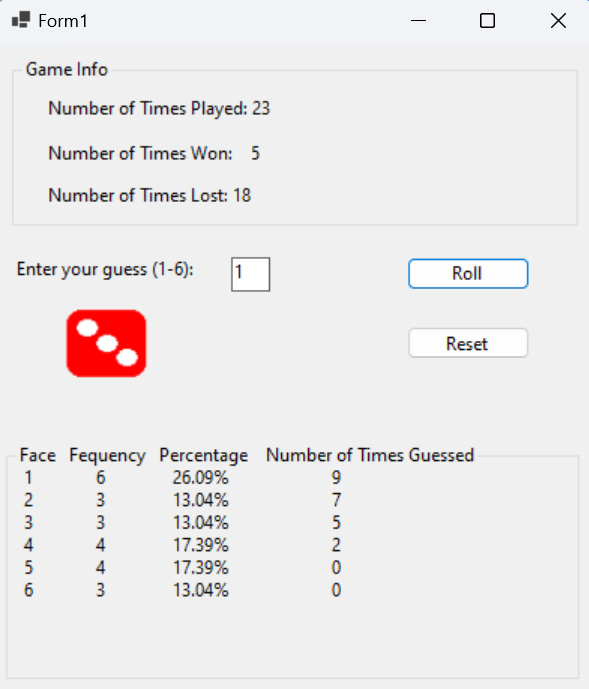 Form1
Game Info
Number of Times Played: 23
Number of Times Won: 5
Number of Times Lost: 18
Enter your guess (1-6): 1 Roll
Reset
Face Fequency Percentage Number of Times Guessed
1 6 26.09% 9
2 3 13.04% 7
3 3 13.04% 5
4 4 17.39% 2
5 4 17.39% 0
6 3 13.04% 0